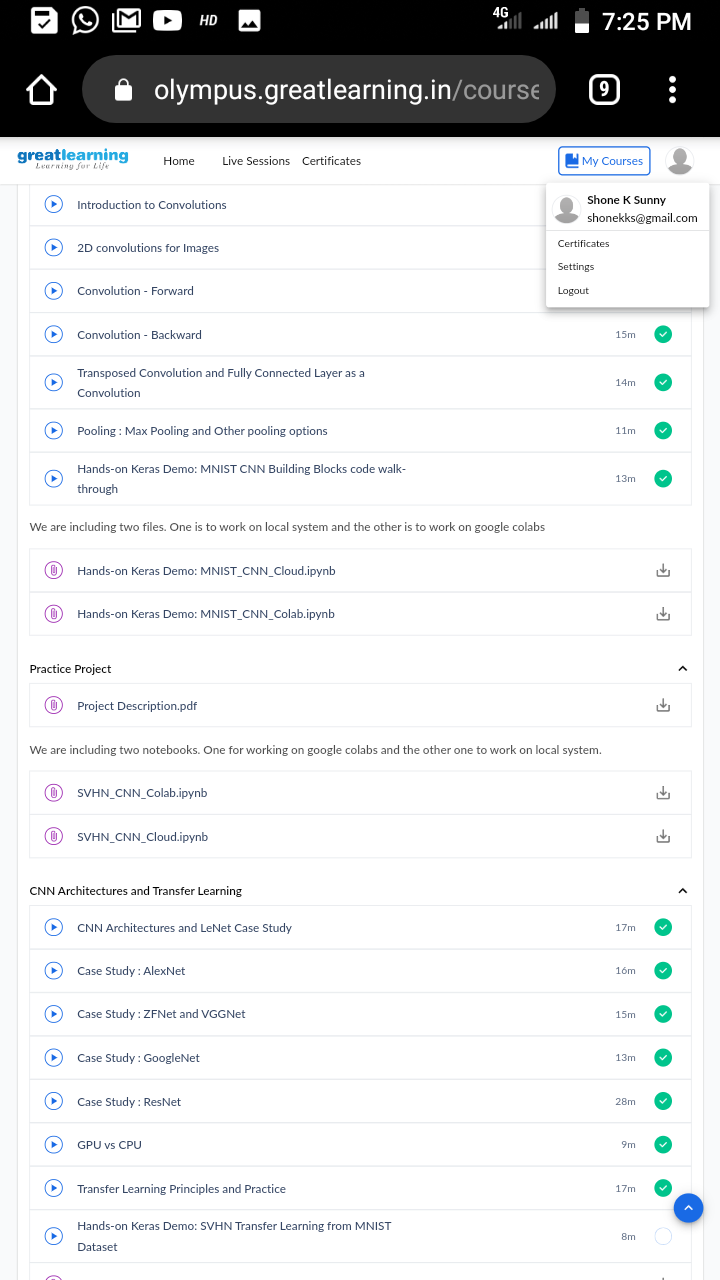 HD
4G
7:25 PM
olympus.greatlearning.in/course
9
greatlearning
Learning for Life
Home
Live Sessions
Certificates
My Courses
Shone K Sunny
shonekks@gmail.com
Certificates
Settings
Logout
Introduction to Convolutions
2D convolutions for Images
Convolution - Forward
Convolution - Backward
15m
Transposed Convolution and Fully Connected Layer as a
Convolution
14m
Pooling : Max Pooling and Other pooling options
11m
Hands-on Keras Demo: MNIST CNN Building Blocks code walk-
through
13m
We are including two files. One is to work on local system and the other is to work on google colabs
Hands-on Keras Demo: MNIST_CNN_Cloud.ipynb
Hands-on Keras Demo: MNIST_CNN_Colab.ipynb
Practice Project
Project Description.pdf
We are including two notebooks. One for working on google colabs and the other one to work on local system.
SVHN_CNN_Colab.ipynb
SVHN_CNN_Cloud.ipynb
CNN Architectures and Transfer Learning
CNN Architectures and LeNet Case Study
17m
Case Study : AlexNet
16m
Case Study : ZFNet and VGGNet
15m
Case Study : GoogleNet
13m
Case Study : ResNet
28m
GPU vs CPU
9m
Transfer Learning Principles and Practice
17m
Hands-on Keras Demo: SVHN Transfer Learning from MNIST
Dataset
8m